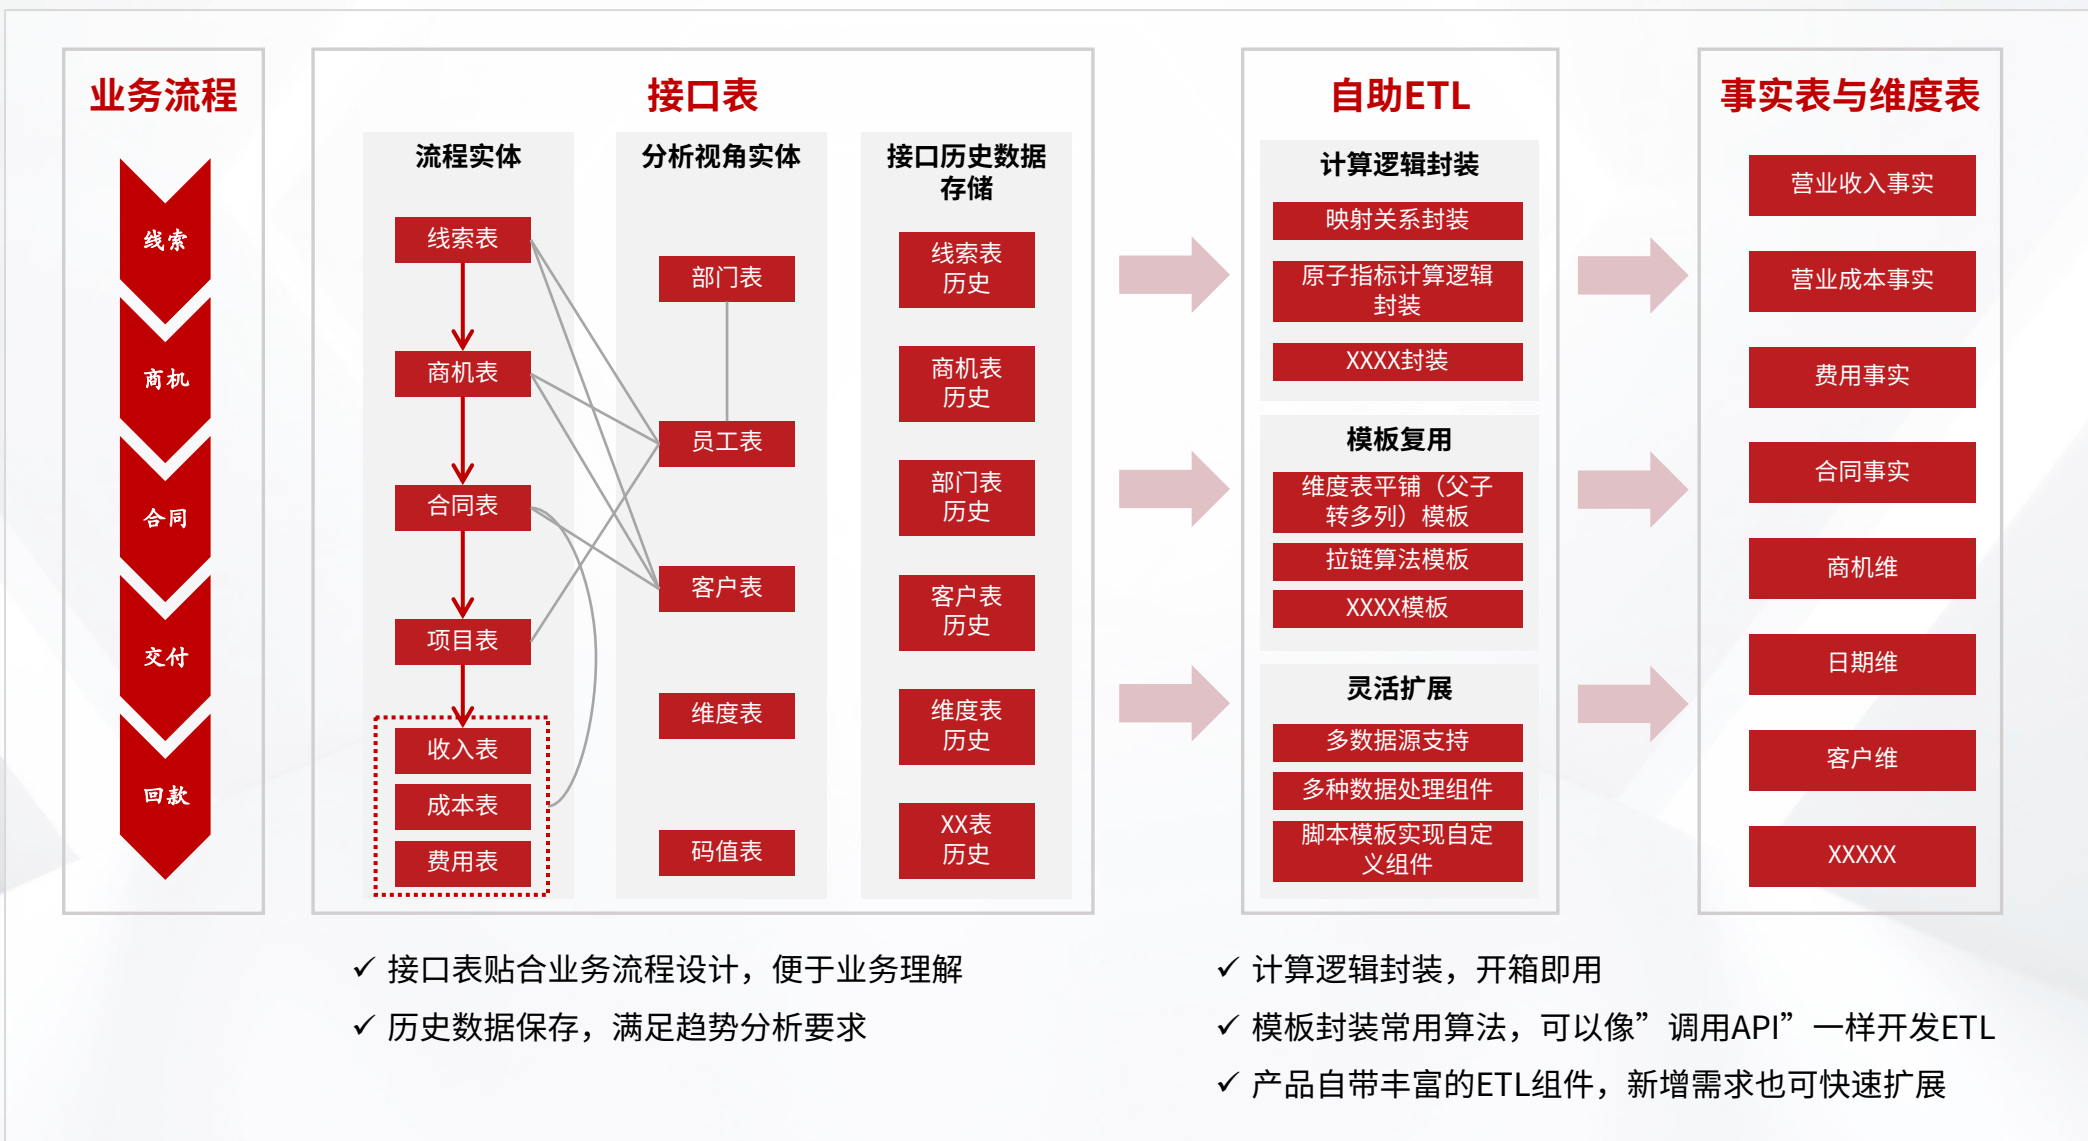 业务流程
线索
商机
合同
交付
回款
接口表
流程实体
线索表
商机表
合同表
项目表
收入表
成本表
费用表
分析视角实体
部门表
员工表
客户表
维度表
码值表
接口历史数据
存储
线索表
历史
商机表
历史
部门表
历史
客户表
历史
维度表
历史
XX表
历史
自助ETL
计算逻辑封装
映射关系封装
原子指标计算逻辑
封装
XXXX封装
模板复用
维度表平铺（父子
转多列）模板
拉链算法模板
XXXX模板
灵活扩展
多数据源支持
多种数据处理组件
脚本模板实现自定
义组件
事实表与维度表
营业收入事实
营业成本事实
费用事实
合同事实
商机维
日期维
客户维
XXXXX
✓ 接口表贴合业务流程设计，便于业务理解
✓ 历史数据保存，满足趋势分析要求
✓ 计算逻辑封装，开箱即用
✓ 模板封装常用算法，可以像”调用API”一样开发ETL
✓ 产品自带丰富的ETL组件，新增需求也可快速扩展